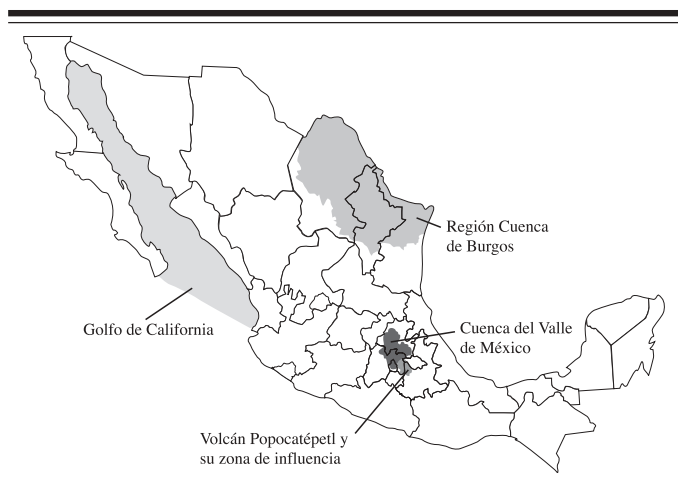 Región Cuenca
de Burgos
Golfo de California
Cuenca del Valle
de México
Volcán Popocatépetl y
su zona de influencia